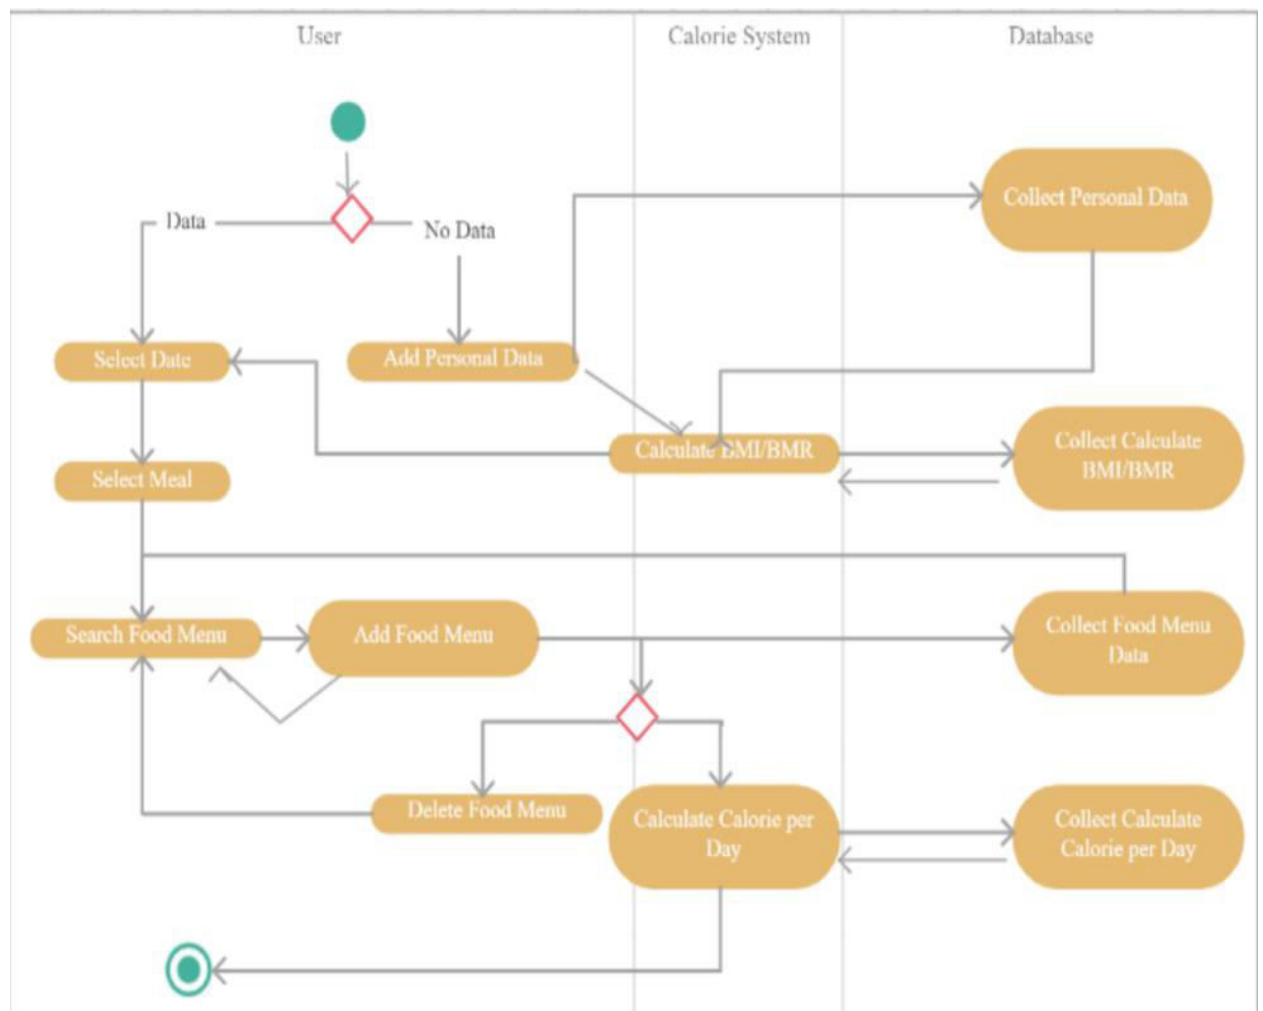 User
Calorie System
Database
Data
No Data
Collect Personal Data
Select Date
Add Personal Data
Calculate BMI/BMR
Collect Calculate
BMI/BMR
Select Meal
Search Food Menu
Add Food Menu
Collect Food Menu
Data
Delete Food Menu
Calculate Calorie per
Day
Collect Calculate
Calorie per Day